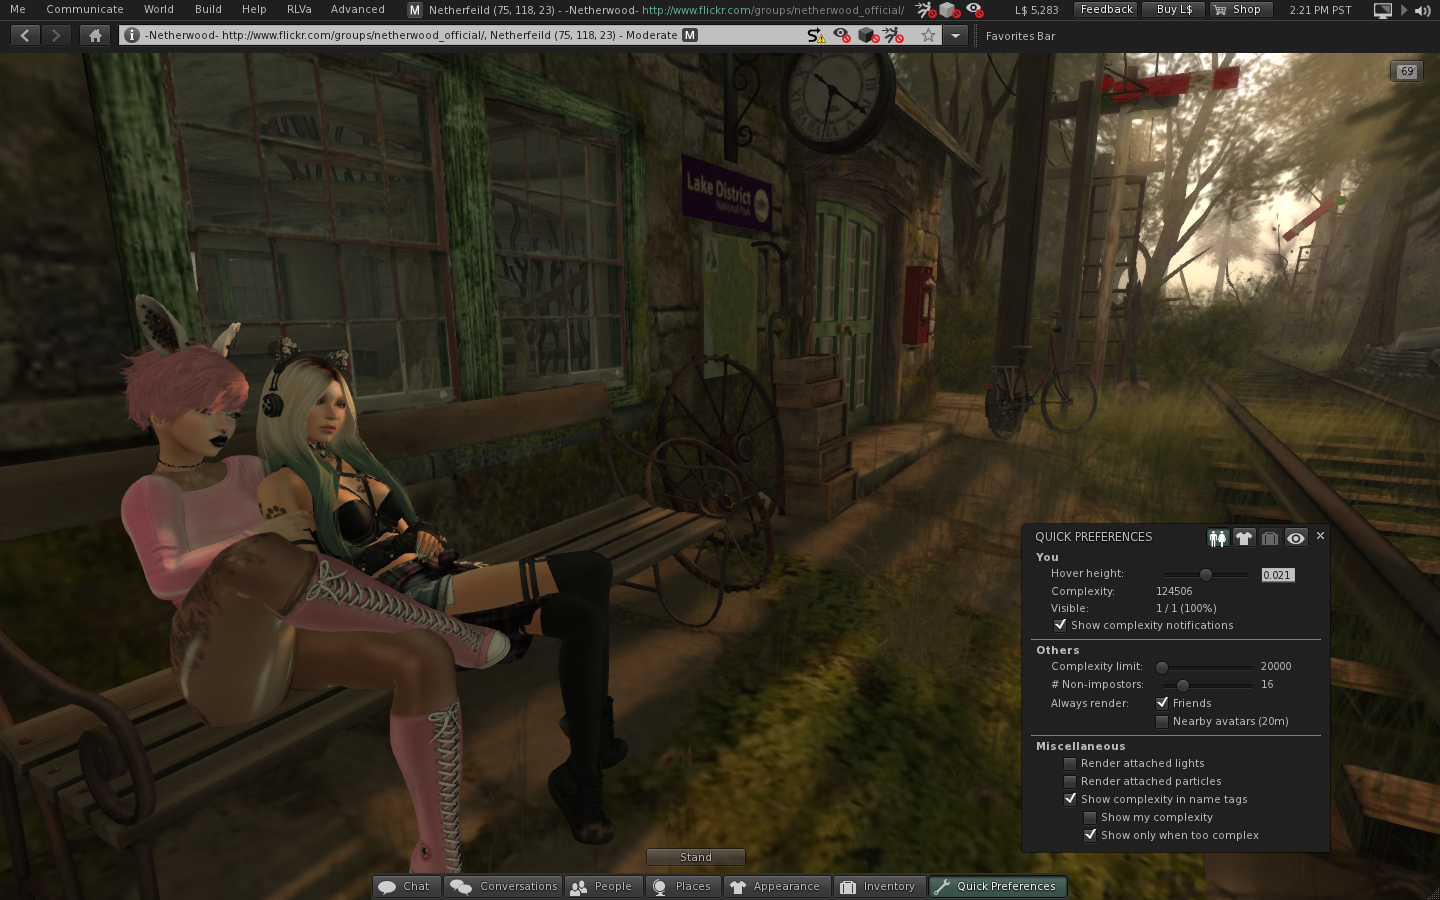 Me Communicate World Build Help RLVa Advanced M Netherfeild (75, 118, 23) - -Netherwood- http://www.flickr.com/groups/netherwood_official/ L$ 5,283 Feedback Buy L$ Shop 2:21 PM PST
-Netherwood- http://www.flickr.com/groups/netherwood_official/, Netherfeild (75, 118, 23) - Moderate M Favorites Bar
69
Lake District
National Park
QUICK PREFERENCES
You
Hover height: 0.021
Complexity: 124506
Visible: 1 / 1 (100%)
Show complexity notifications
Others
Complexity limit: 20000
# Non-impostors: 16
Always render: Friends
Nearby avatars (20m)
Miscellaneous
Render attached lights
Render attached particles
Show complexity in name tags
Show my complexity
Show only when too complex
Stand
Chat Conversations People Places Appearance Inventory Quick Preferences